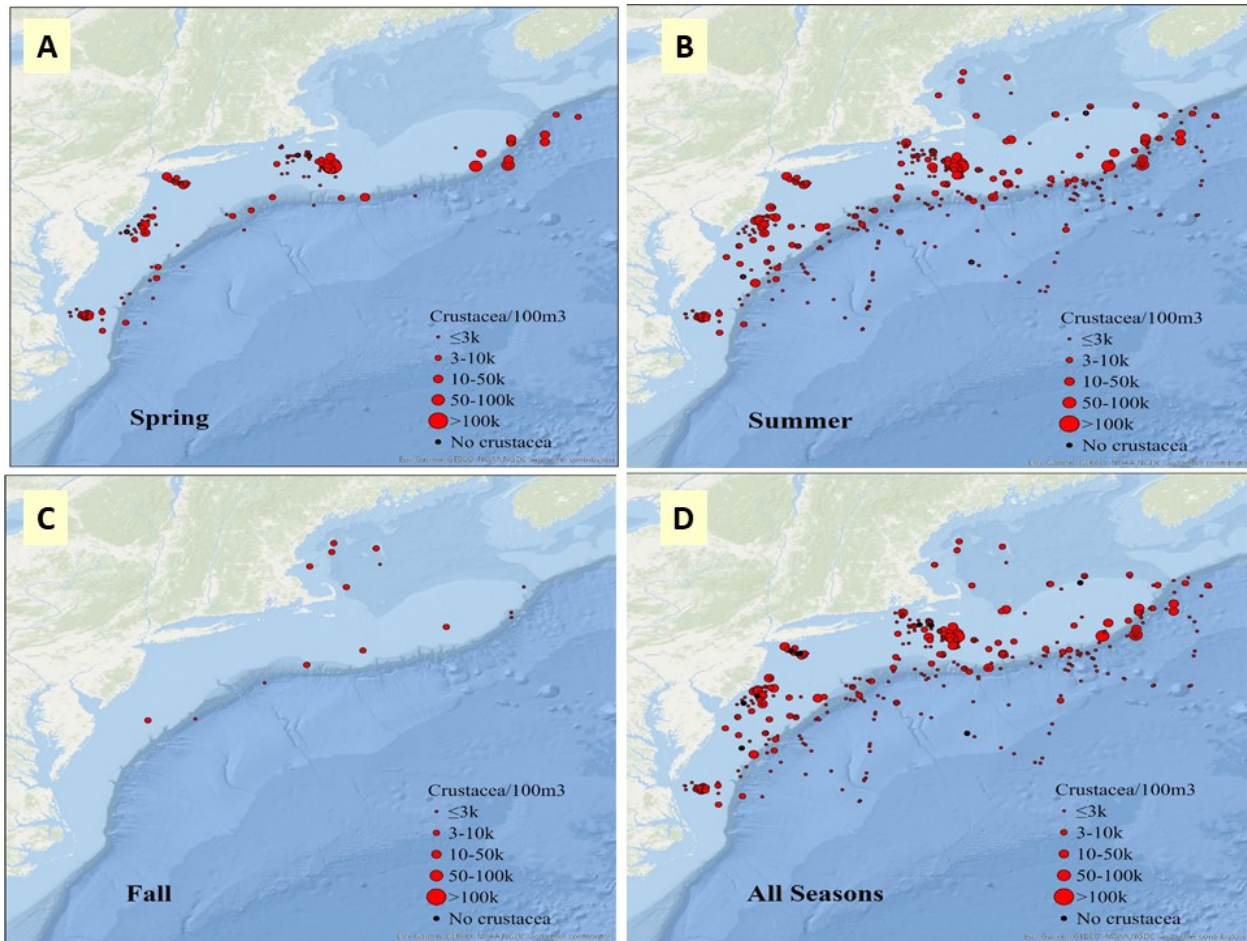 A
Crustacea/100m3
≤3k
3-10k
10-50k
50-100k
>100k
No crustacea
Spring
B
Crustacea/100m3
≤3k
3-10k
10-50k
50-100k
>100k
No crustacea
Summer
C
Crustacea/100m3
≤3k
3-10k
10-50k
50-100k
>100k
No crustacea
Fall
D
Crustacea/100m3
≤3k
3-10k
10-50k
50-100k
>100k
No crustacea
All Seasons